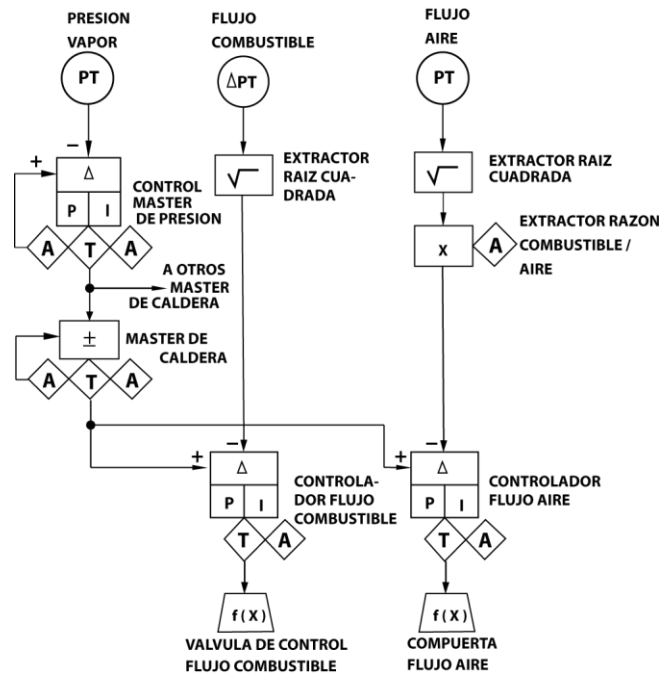 PRESION
VAPOR
FLUJO
COMBUSTIBLE
FLUJO
AIRE
PT
ΔPT
PT
−
+
Δ
P I
A T A
CONTROL
MASTER
DE PRESION
√
EXTRACTOR
RAIZ CUA-
DRADA
√
EXTRACTOR RAIZ
CUADRADA
X
A
EXTRACTOR RAZON
COMBUSTIBLE /
AIRE
A OTROS
MASTER
DE CALDERA
±
MASTER DE
CALDERA
A T A
+
−
Δ
P I
T A
CONTROLA-
DOR FLUJO
COMBUSTIBLE
+
−
Δ
P I
T A
CONTROLADOR
FLUJO AIRE
f(X)
VALVULA DE CONTROL
FLUJO COMBUSTIBLE
f(X)
COMPUERTA
FLUJO AIRE